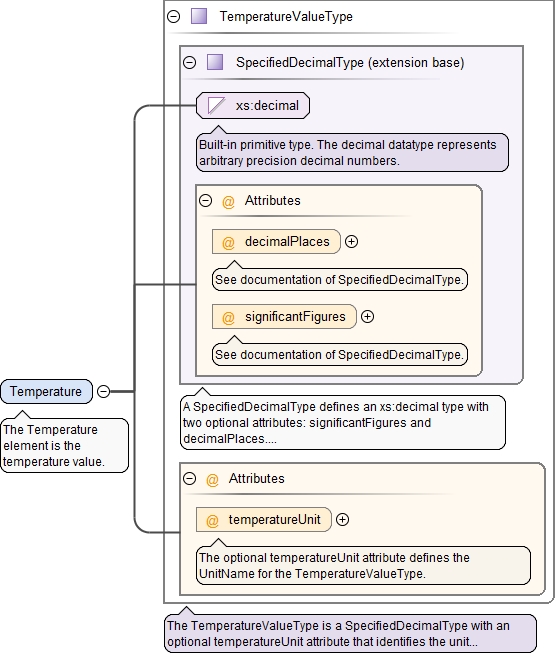 TemperatureValueType
SpecifiedDecimalType (extension base)
xs:decimal
Built-in primitive type. The decimal datatype represents
arbitrary precision decimal numbers.
@ Attributes
@ decimalPlaces
See documentation of SpecifiedDecimalType.
@ significantFigures
See documentation of SpecifiedDecimalType.
Temperature
The Temperature
element is the
temperature value.
A SpecifiedDecimalType defines an xs:decimal type with
two optional attributes: significantFigures and
decimalPlaces....
@ Attributes
@ temperatureUnit
The optional temperatureUnit attribute defines the
UnitName for the TemperatureValueType.
The TemperatureValueType is a SpecifiedDecimalType with an
optional temperatureUnit attribute that identifies the unit...